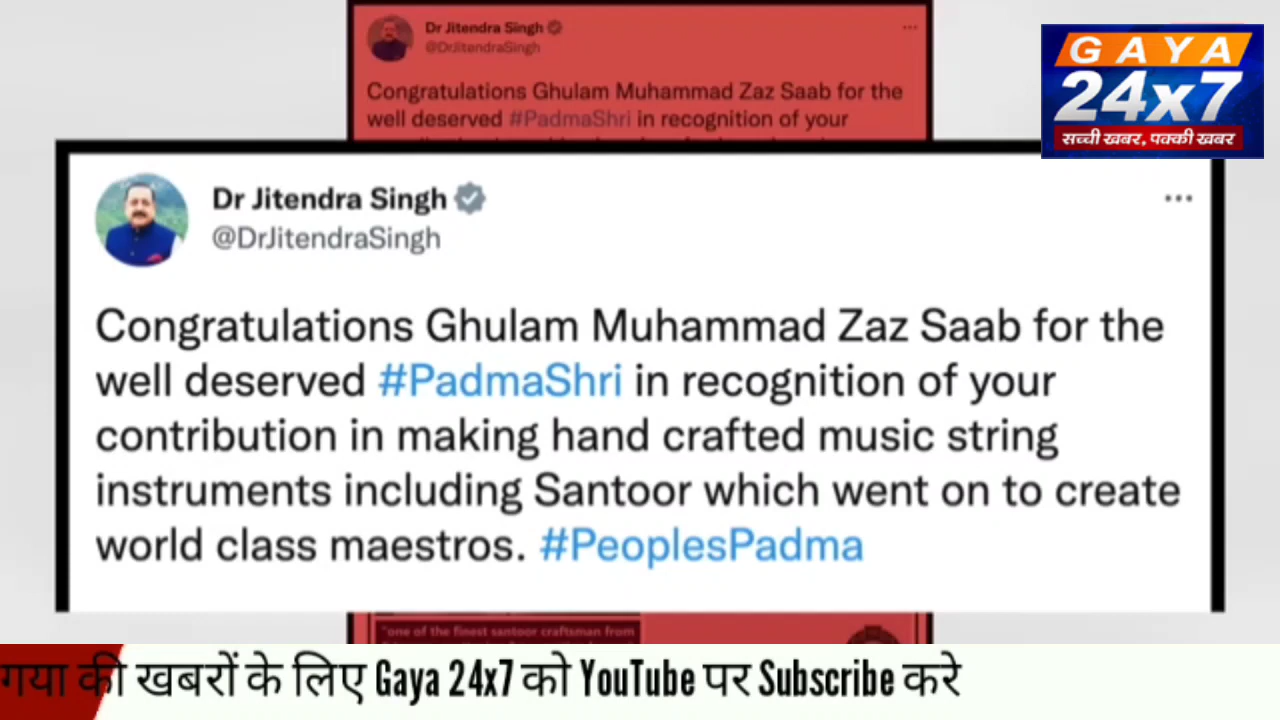 Dr Jitendra Singh
@DrJitendraSingh
Congratulations Ghulam Muhammad Zaz Saab for the
well deserved #PadmaShri in recognition of your
GAYA
24x7
सच्ची खबर, पक्की खबर
Dr Jitendra Singh
@DrJitendraSingh
Congratulations Ghulam Muhammad Zaz Saab for the
well deserved #PadmaShri in recognition of your
contribution in making hand crafted music string
instruments including Santoor which went on to create
world class maestros. #PeoplesPadma
"one of the finest santoor craftsman from
गया की खबरों के लिए Gaya 24x7 को YouTube पर Subscribe करे